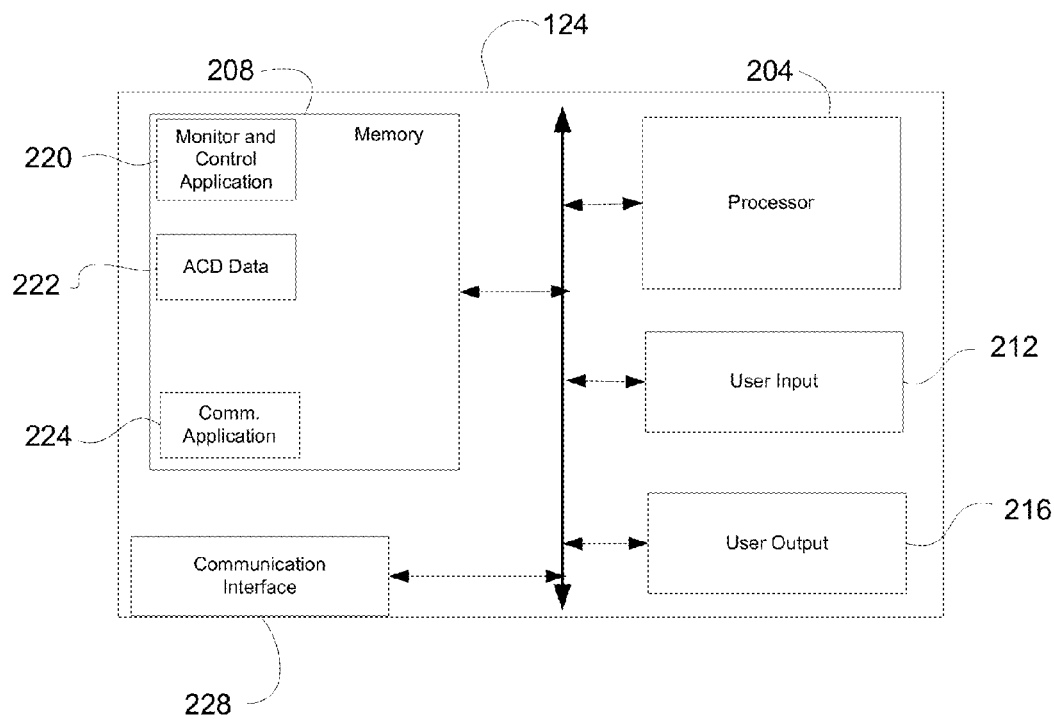 124
208
204
Monitor and
Control
Application
Memory
220
Processor
ACD Data
222
User Input
212
Comm.
Application
224
User Output
216
Communication
Interface
228